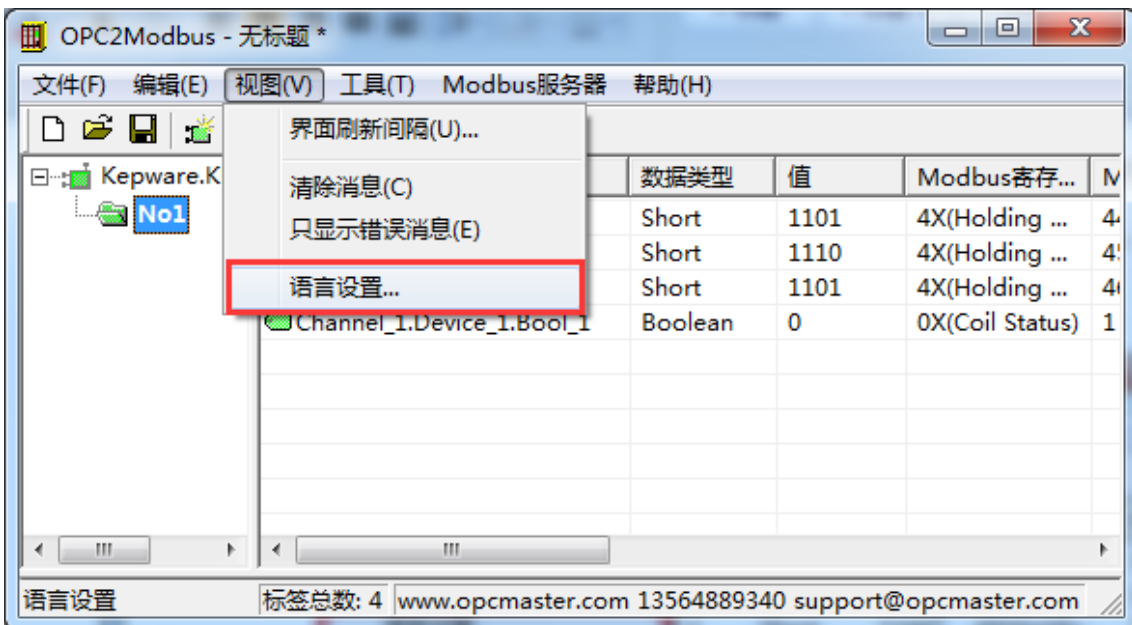 OPC2Modbus - 无标题 *
文件(F) 编辑(E) 视图(V) 工具(T) Modbus服务器 帮助(H)
界面刷新间隔(U)...
清除消息(C)
只显示错误消息(E)
语言设置...
Kepware.K
No1
数据类型 值 Modbus寄存... M
Short 1101 4X(Holding ... 4
Short 1110 4X(Holding ... 4
Short 1101 4X(Holding ... 4
Channel_1.Device_1.Bool_1 Boolean 0 0X(Coil Status) 1
语言设置 标签总数: 4 www.opcmaster.com 13564889340 support@opcmaster.com